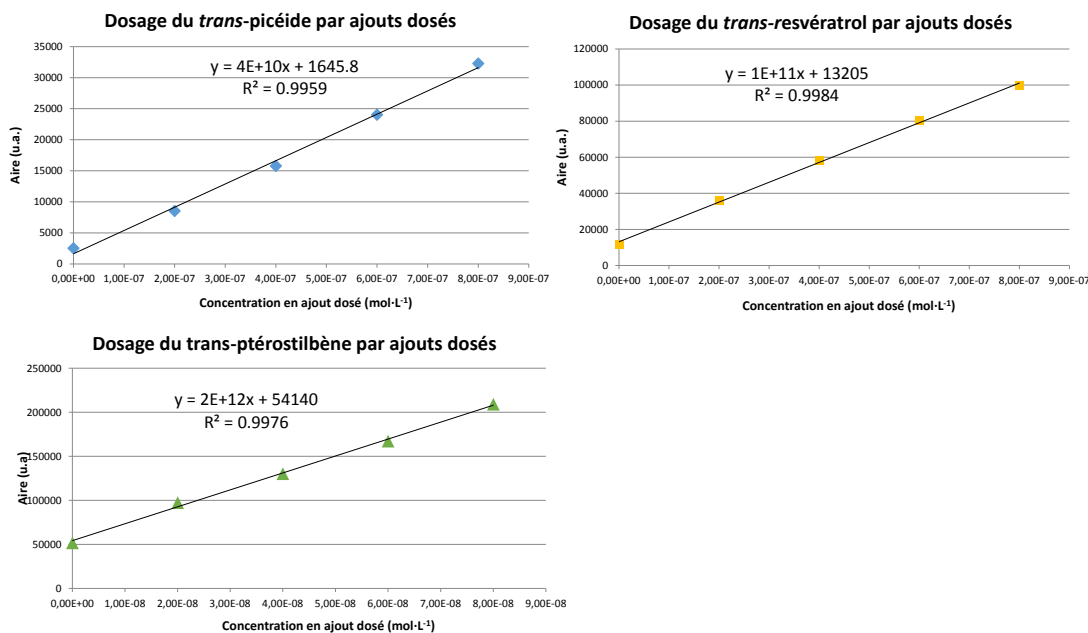 Dosage du trans-picéide par ajouts dosés
y = 4E+10x + 1645.8
R² = 0.9959
Aire (u.a.)
35000
30000
25000
20000
15000
10000
5000
0
0,00E+00 1,00E-07 2,00E-07 3,00E-07 4,00E-07 5,00E-07 6,00E-07 7,00E-07 8,00E-07 9,00E-07
Concentration en ajout dosé (mol·L⁻¹)
Dosage du trans-resvératrol par ajouts dosés
y = 1E+11x + 13205
R² = 0.9984
Aire (u.a.)
120000
100000
80000
60000
40000
20000
0
0,00E+00 1,00E-07 2,00E-07 3,00E-07 4,00E-07 5,00E-07 6,00E-07 7,00E-07 8,00E-07 9,00E-07
Concentration en ajout dosé (mol·L⁻¹)
Dosage du trans-ptérostilbène par ajouts dosés
y = 2E+12x + 54140
R² = 0.9976
Aire (u.a)
250000
200000
150000
100000
50000
0
0,00E+00 1,00E-08 2,00E-08 3,00E-08 4,00E-08 5,00E-08 6,00E-08 7,00E-08 8,00E-08 9,00E-08
Concentration en ajout dosé (mol·L⁻¹)